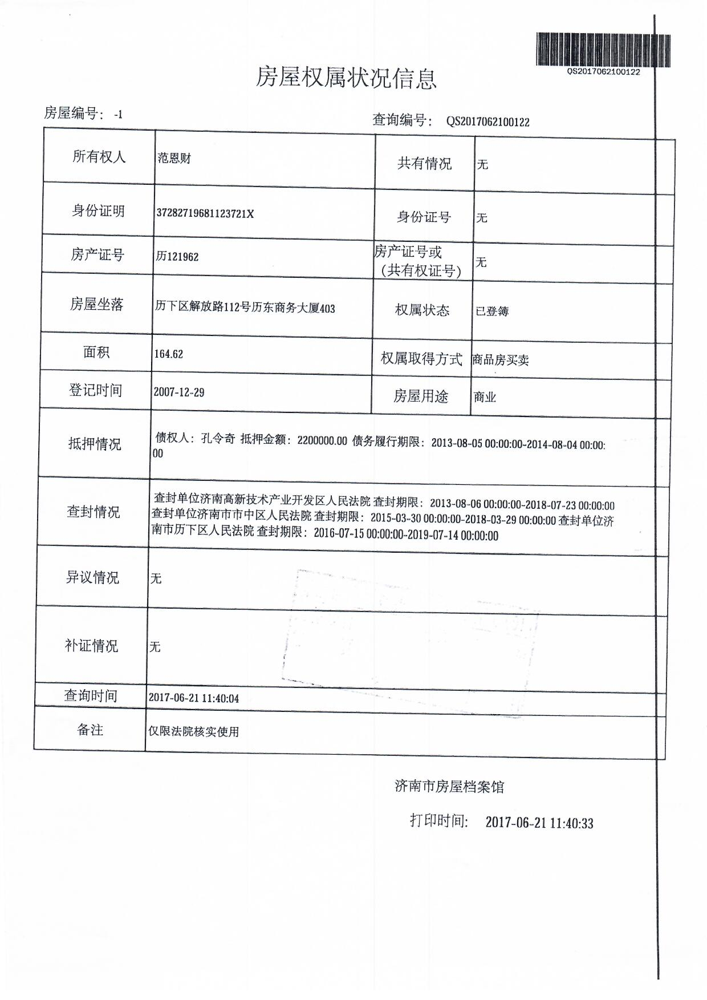 QS2017062100122
房屋权属状况信息
房屋编号： -1
查询编号： QS2017062100122
所有权人 范恩财 共有情况 无
身份证明 37282719681123721X 身份证号 无
房产证号 历121962 房产证号或
（共有权证号） 无
房屋坐落 历下区解放路112号历东商务大厦403 权属状态 已登簿
面积 164.62 权属取得方式 商品房买卖
登记时间 2007-12-29 房屋用途 商业
抵押情况 债权人：孔令奇 抵押金额：2200000.00 债务履行期限：2013-08-05 00:00:00-2014-08-04 00:00:
00
查封情况 查封单位济南高新技术产业开发区人民法院 查封期限：2013-08-06 00:00:00-2018-07-23 00:00:00
查封单位济南市市中区人民法院 查封期限：2015-03-30 00:00:00-2018-03-29 00:00:00 查封单位济
南市历下区人民法院 查封期限：2016-07-15 00:00:00-2019-07-14 00:00:00
异议情况 无
补证情况 无
查询时间 2017-06-21 11:40:04
备注 仅限法院核实使用
济南市房屋档案馆
打印时间: 2017-06-21 11:40:33